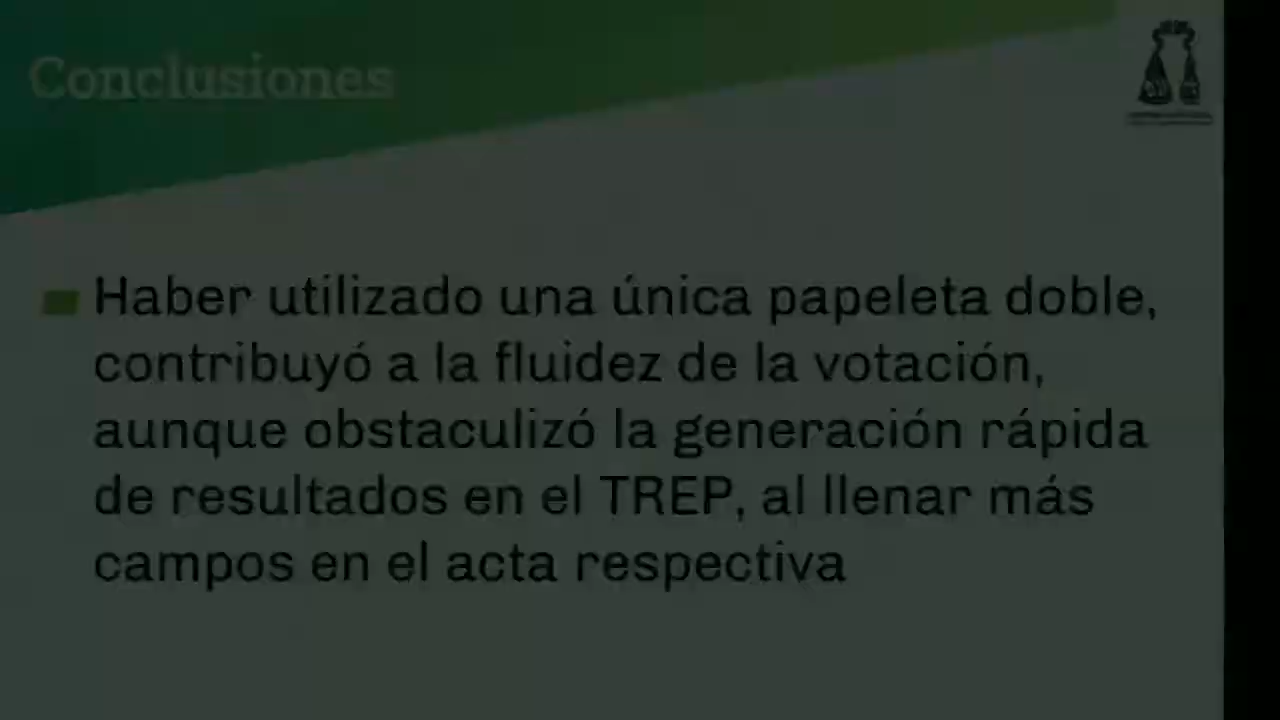 Conclusiones
Haber utilizado una única papeleta doble,
contribuyó a la fluidez de la votación,
aunque obstaculizó la generación rápida
de resultados en el TREP, al llenar más
campos en el acta respectiva